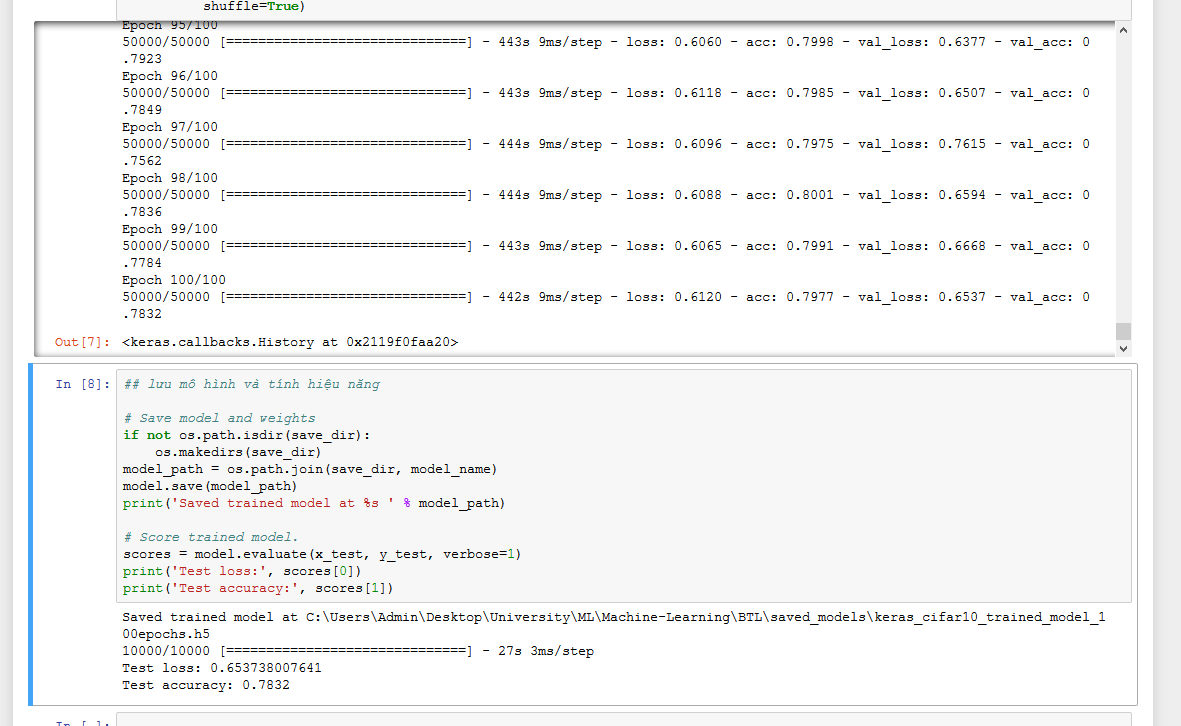 shuffle=True)
Epoch 95/100
50000/50000 [==============================] - 443s 9ms/step - loss: 0.6060 - acc: 0.7998 - val_loss: 0.6377 - val_acc: 0
.7923
Epoch 96/100
50000/50000 [==============================] - 443s 9ms/step - loss: 0.6118 - acc: 0.7985 - val_loss: 0.6507 - val_acc: 0
.7849
Epoch 97/100
50000/50000 [==============================] - 444s 9ms/step - loss: 0.6096 - acc: 0.7975 - val_loss: 0.7615 - val_acc: 0
.7562
Epoch 98/100
50000/50000 [==============================] - 444s 9ms/step - loss: 0.6088 - acc: 0.8001 - val_loss: 0.6594 - val_acc: 0
.7836
Epoch 99/100
50000/50000 [==============================] - 443s 9ms/step - loss: 0.6065 - acc: 0.7991 - val_loss: 0.6668 - val_acc: 0
.7784
Epoch 100/100
50000/50000 [==============================] - 442s 9ms/step - loss: 0.6120 - acc: 0.7977 - val_loss: 0.6537 - val_acc: 0
.7832
Out[7]: <keras.callbacks.History at 0x2119f0faa20>
In [8]: ## lưu mô hình và tính hiệu năng
# Save model and weights
if not os.path.isdir(save_dir):
    os.makedirs(save_dir)
model_path = os.path.join(save_dir, model_name)
model.save(model_path)
print('Saved trained model at %s ' % model_path)
# Score trained model.
scores = model.evaluate(x_test, y_test, verbose=1)
print('Test loss:', scores[0])
print('Test accuracy:', scores[1])
Saved trained model at C:\Users\Admin\Desktop\University\ML\Machine-Learning\BTL\saved_models\keras_cifar10_trained_model_1
00epochs.h5
10000/10000 [==============================] - 27s 3ms/step
Test loss: 0.653738007641
Test accuracy: 0.7832
In [ ]: